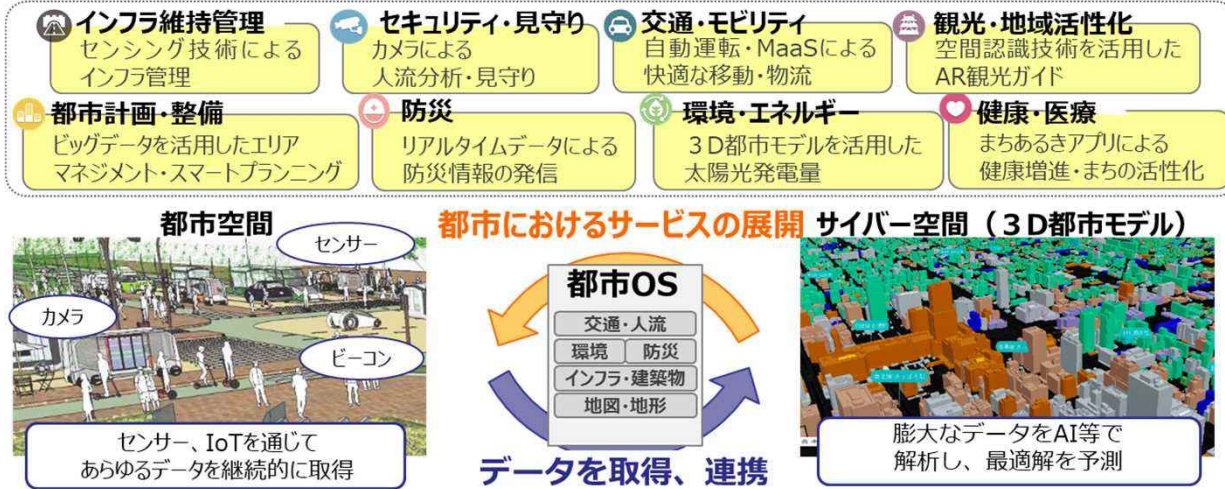 インフラ維持管理
センシング技術による
インフラ管理
セキュリティ・見守り
カメラによる
人流分析・見守り
交通・モビリティ
自動運転・MaaSによる
快適な移動・物流
観光・地域活性化
空間認識技術を活用した
AR観光ガイド
都市計画・整備
ビッグデータを活用したエリア
マネジメント・スマートプランニング
防災
リアルタイムデータによる
防災情報の発信
環境・エネルギー
3D都市モデルを活用した
太陽光発電量
健康・医療
まちあるきアプリによる
健康増進・まちの活性化
都市空間
センサー
カメラ
ビーコン
センサー、IoTを通じて
あらゆるデータを継続的に取得
都市におけるサービスの展開
都市OS
交通・人流
環境
防災
インフラ・建築物
地図・地形
データを取得、連携
サイバー空間（3D都市モデル）
膨大なデータをAI等で
解析し、最適解を予測